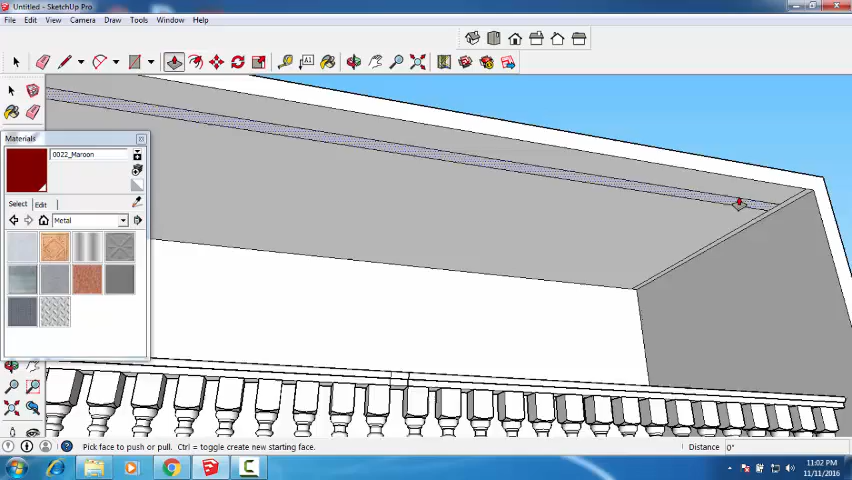 Untitled - SketchUp Pro
File Edit View Camera Draw Tools Window Help
A1
Materials
0022_Maroon
Select Edit
Metal
Pick face to push or pull. Ctrl = toggle create new starting face.
Distance 0"
11:02 PM
11/11/2016